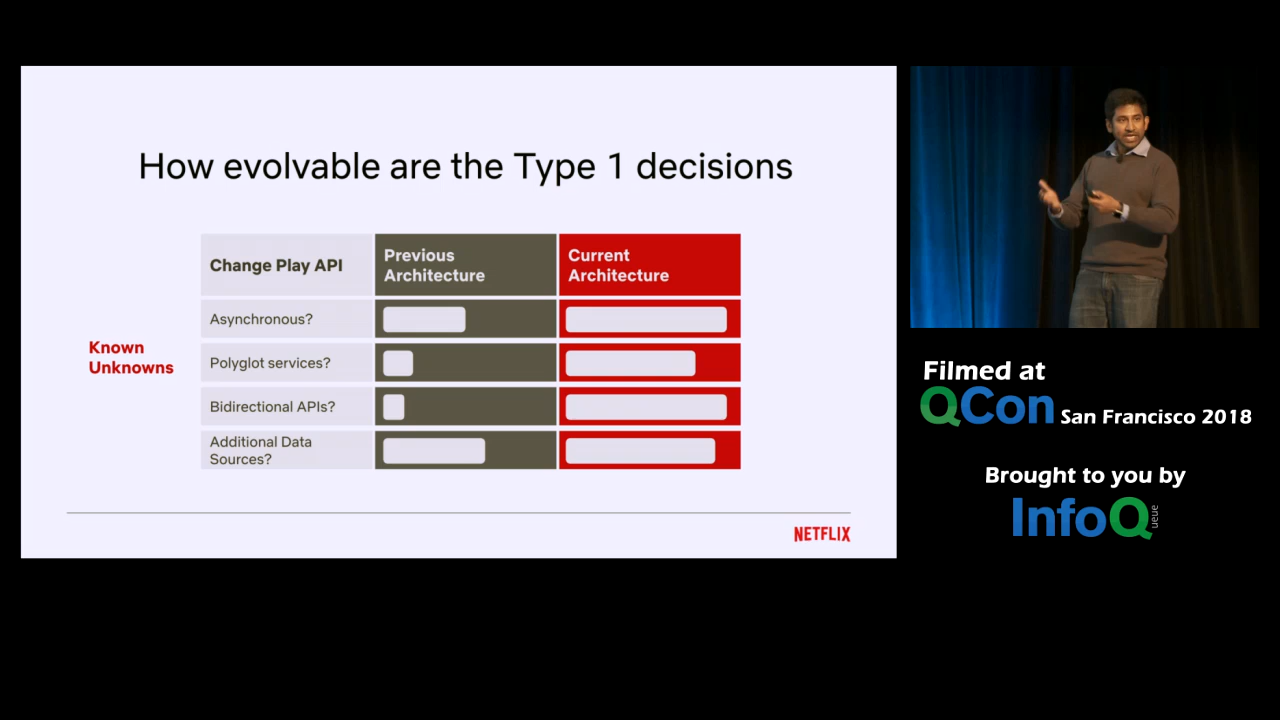 How evolvable are the Type 1 decisions
Change Play API
Previous
Architecture
Current
Architecture
Known
Unknowns
Asynchronous?
Polyglot services?
Bidirectional APIs?
Additional Data
Sources?
NETFLIX
Filmed at
QCon San Francisco 2018
Brought to you by
InfoQueue